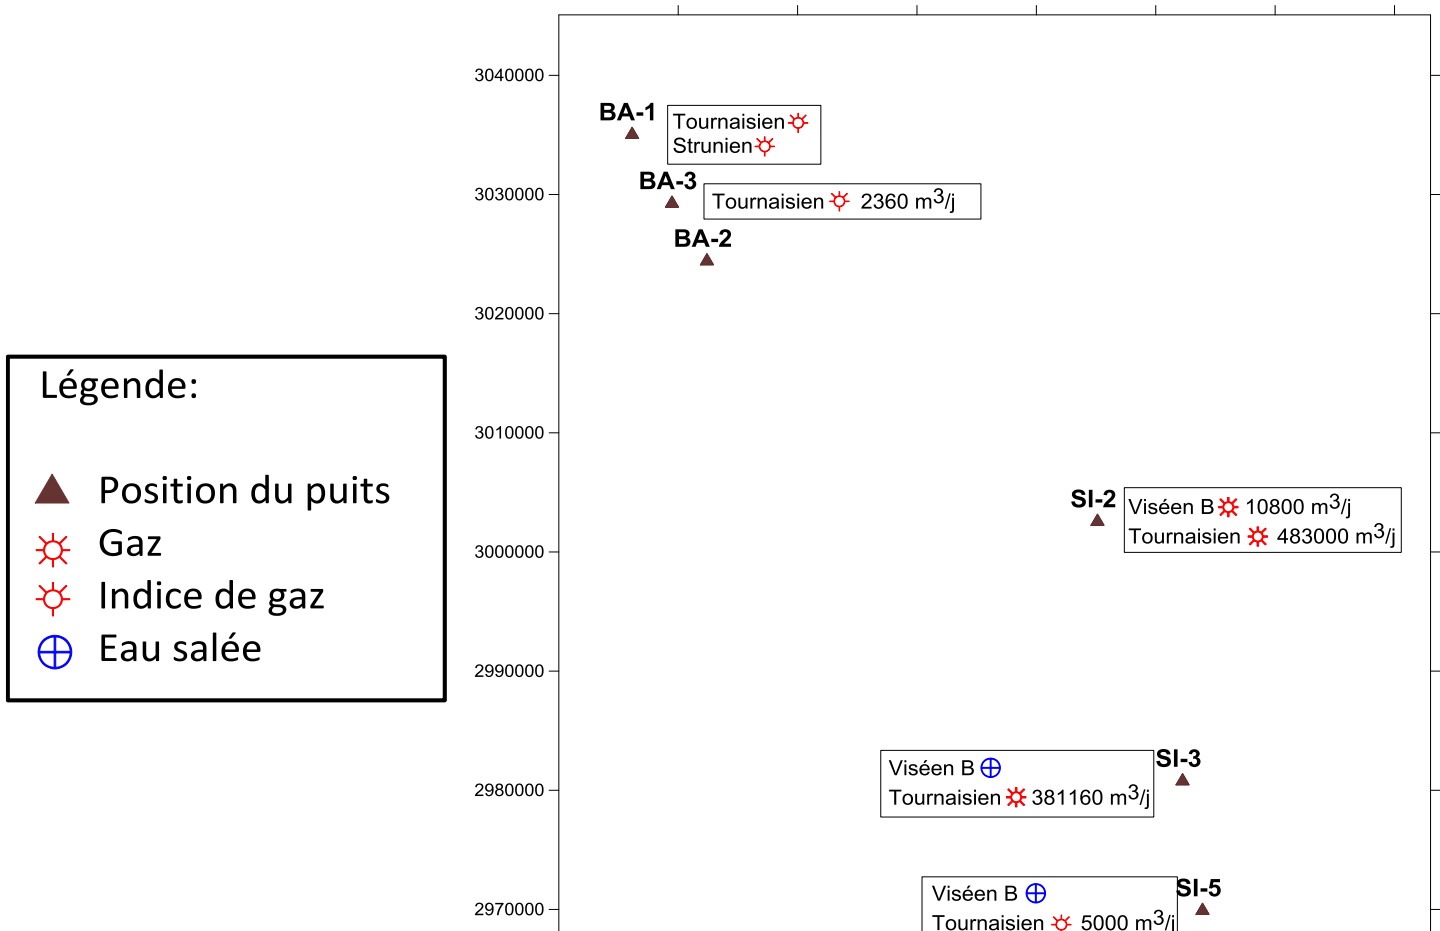 3040000
BA-1
Tournaisien
Strunien
BA-3
3030000
Tournaisien 2360 m³/j
BA-2
3020000
Légende:
Position du puits
Gaz
Indice de gaz
Eau salée
3010000
SI-2
Viséen B 10800 m³/j
Tournaisien 483000 m³/j
3000000
2990000
SI-3
Viséen B
Tournaisien 381160 m³/j
2980000
SI-5
Viséen B
Tournaisien 5000 m³/j
2970000